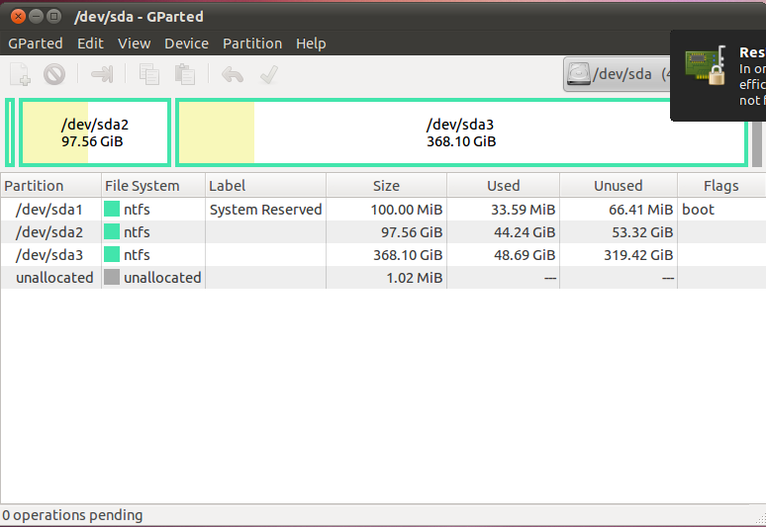 /dev/sda - GParted
GParted Edit View Device Partition Help
/dev/sda
Res
In or
effic
not f
/dev/sda2
97.56 GiB
/dev/sda3
368.10 GiB
Partition File System Label Size Used Unused Flags
/dev/sda1 ntfs System Reserved 100.00 MiB 33.59 MiB 66.41 MiB boot
/dev/sda2 ntfs 97.56 GiB 44.24 GiB 53.32 GiB
/dev/sda3 ntfs 368.10 GiB 48.69 GiB 319.42 GiB
unallocated unallocated 1.02 MiB --- ---
0 operations pending